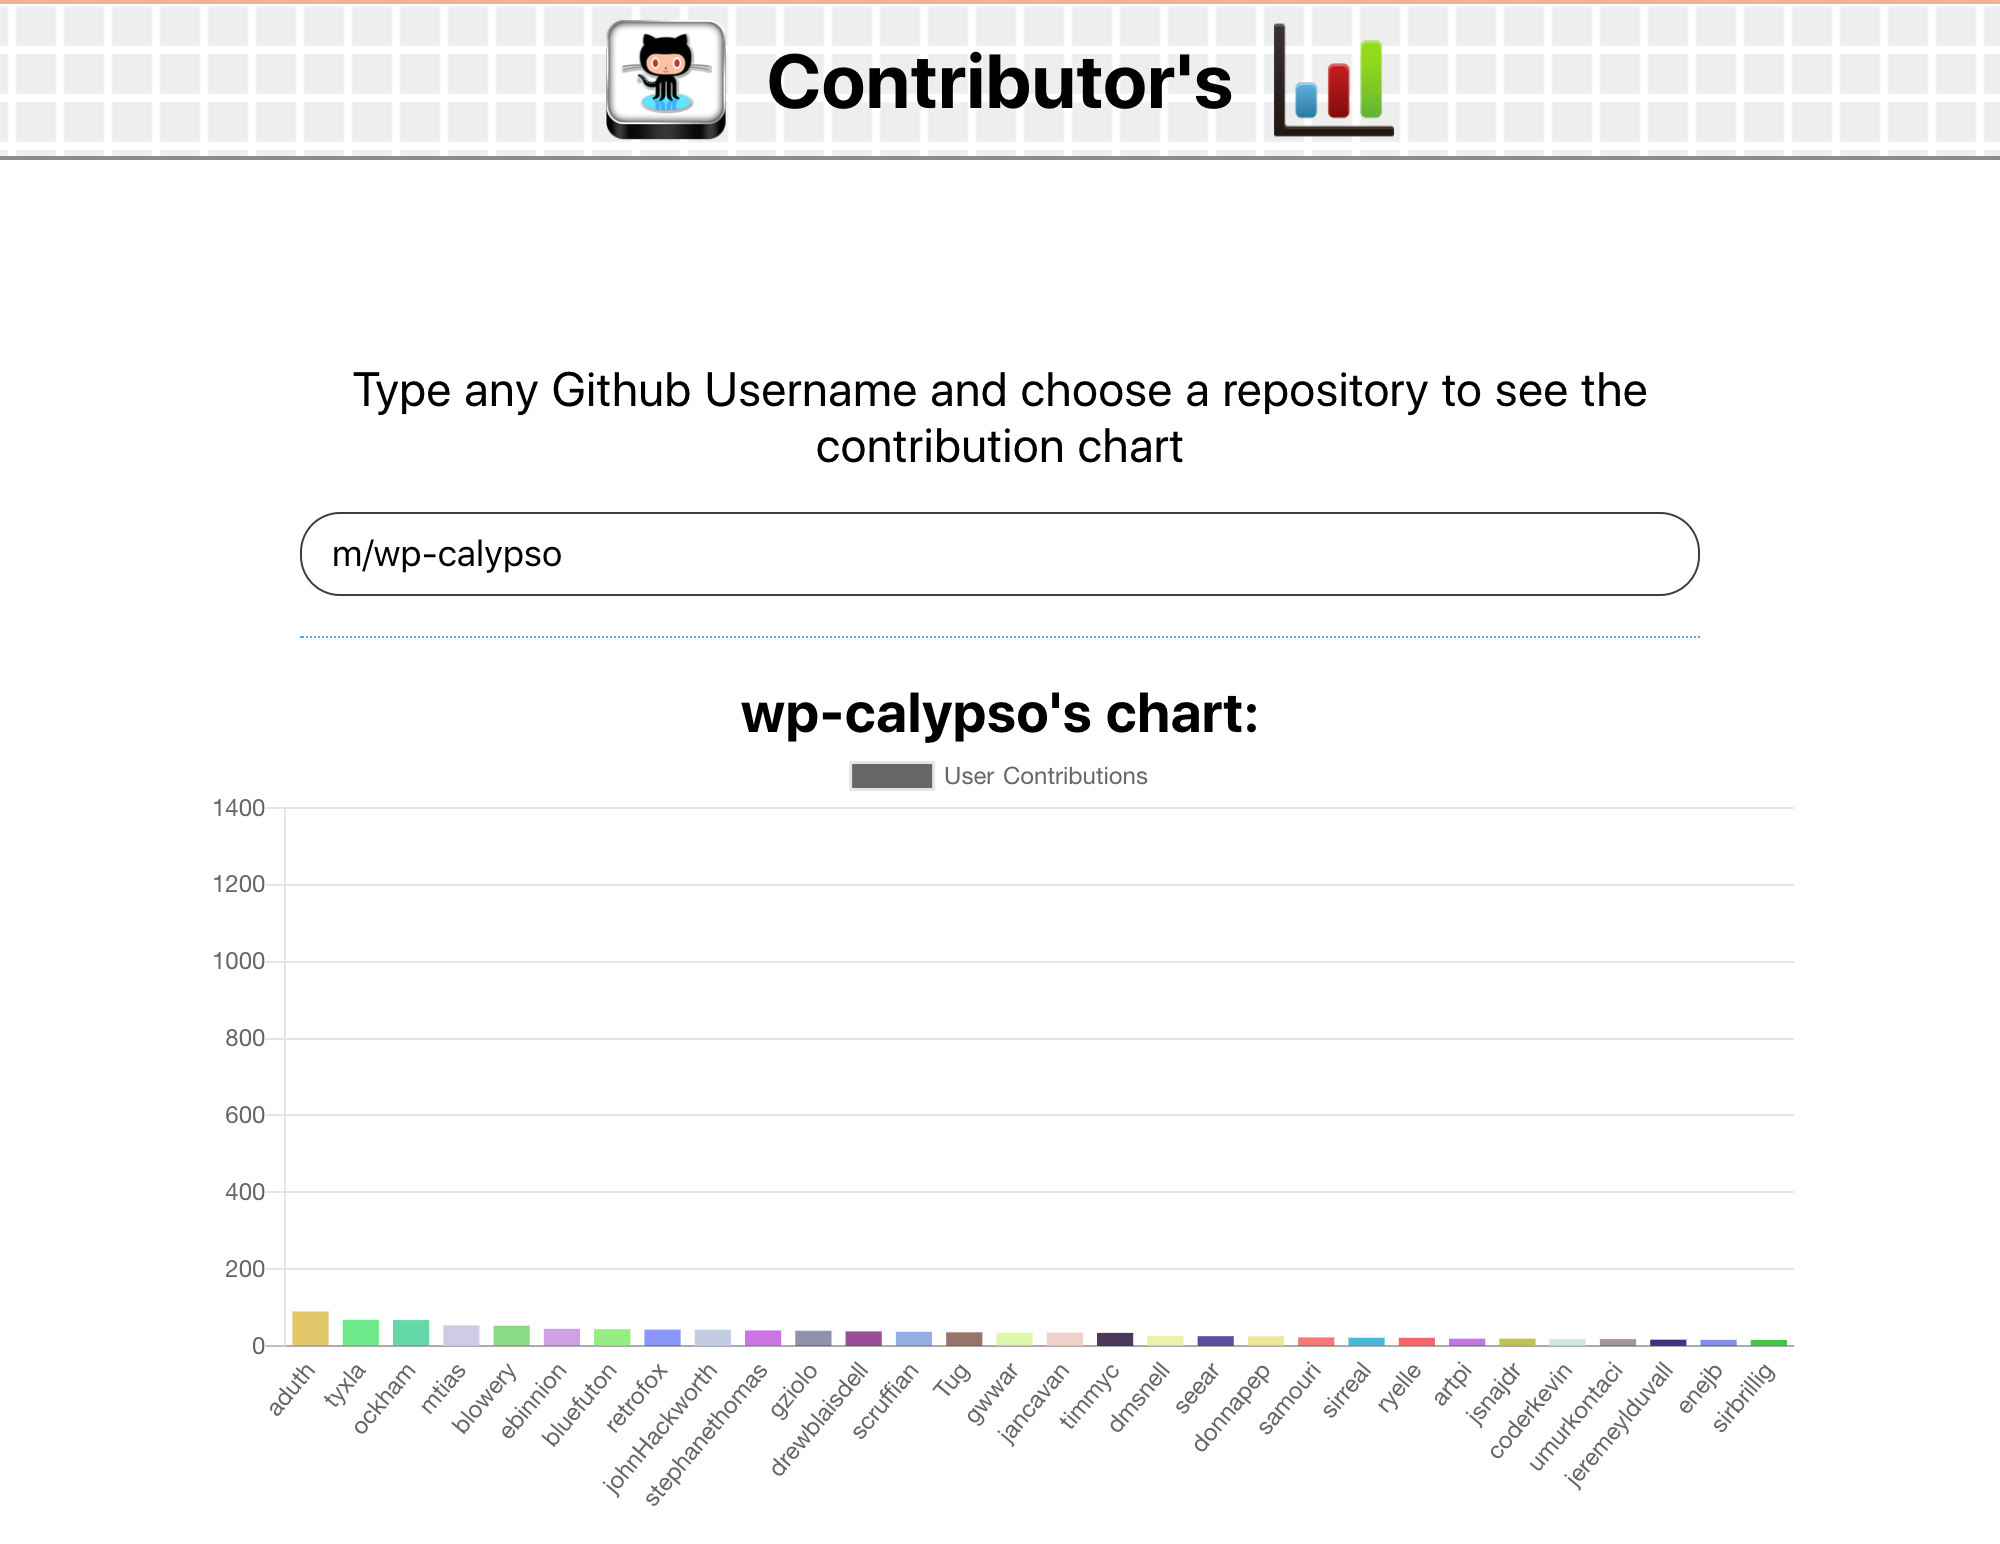 Contributor's
Type any Github Username and choose a repository to see the
contribution chart
m/wp-calypso
wp-calypso's chart:
User Contributions
1400
1200
1000
800
600
400
200
0
aduth
tyxla
ockham
mtias
blowery
ebinnion
bluefuton
retrofox
johnHackworth
stephanethomas
gziolo
drewblaisdell
scruffian
Tug
gwwar
jancavan
timmyc
dmsnell
seear
donnapep
samouri
sirreal
ryelle
artpi
jsnajdr
coderkevin
umurkontaci
jeremeylduvall
enejb
sirbrillig